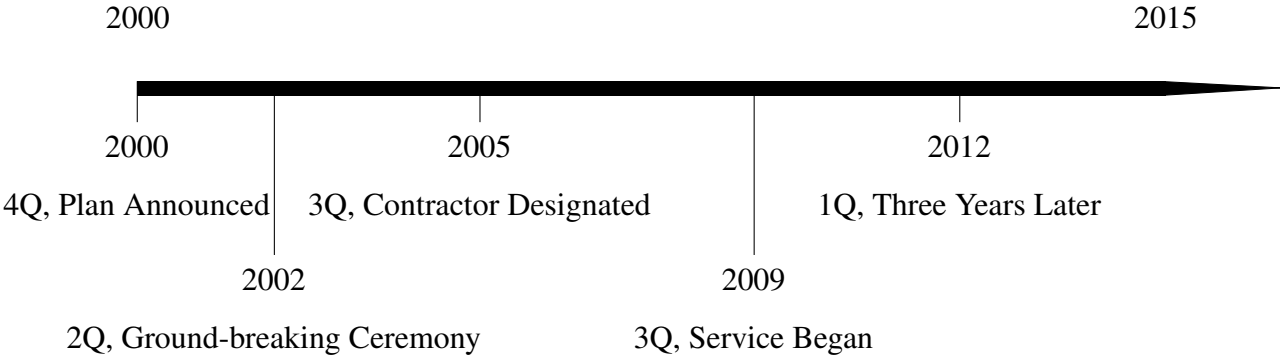 2000
2015
2000
2005
2012
4Q, Plan Announced
3Q, Contractor Designated
1Q, Three Years Later
2002
2009
2Q, Ground-breaking Ceremony
3Q, Service Began